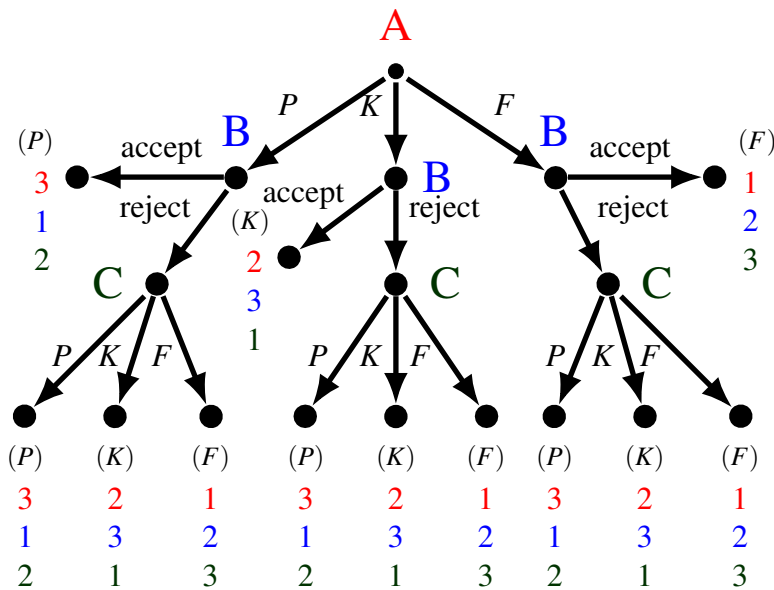 A
P K F
B B B
(P) accept accept (F)
3 1
1 reject (K) accept reject reject 2
2 2 3
C 3 C C
1
P K F P K F P K F
(P) (K) (F) (P) (K) (F) (P) (K) (F)
3 2 1 3 2 1 3 2 1
1 3 2 1 3 2 1 3 2
2 1 3 2 1 3 2 1 3